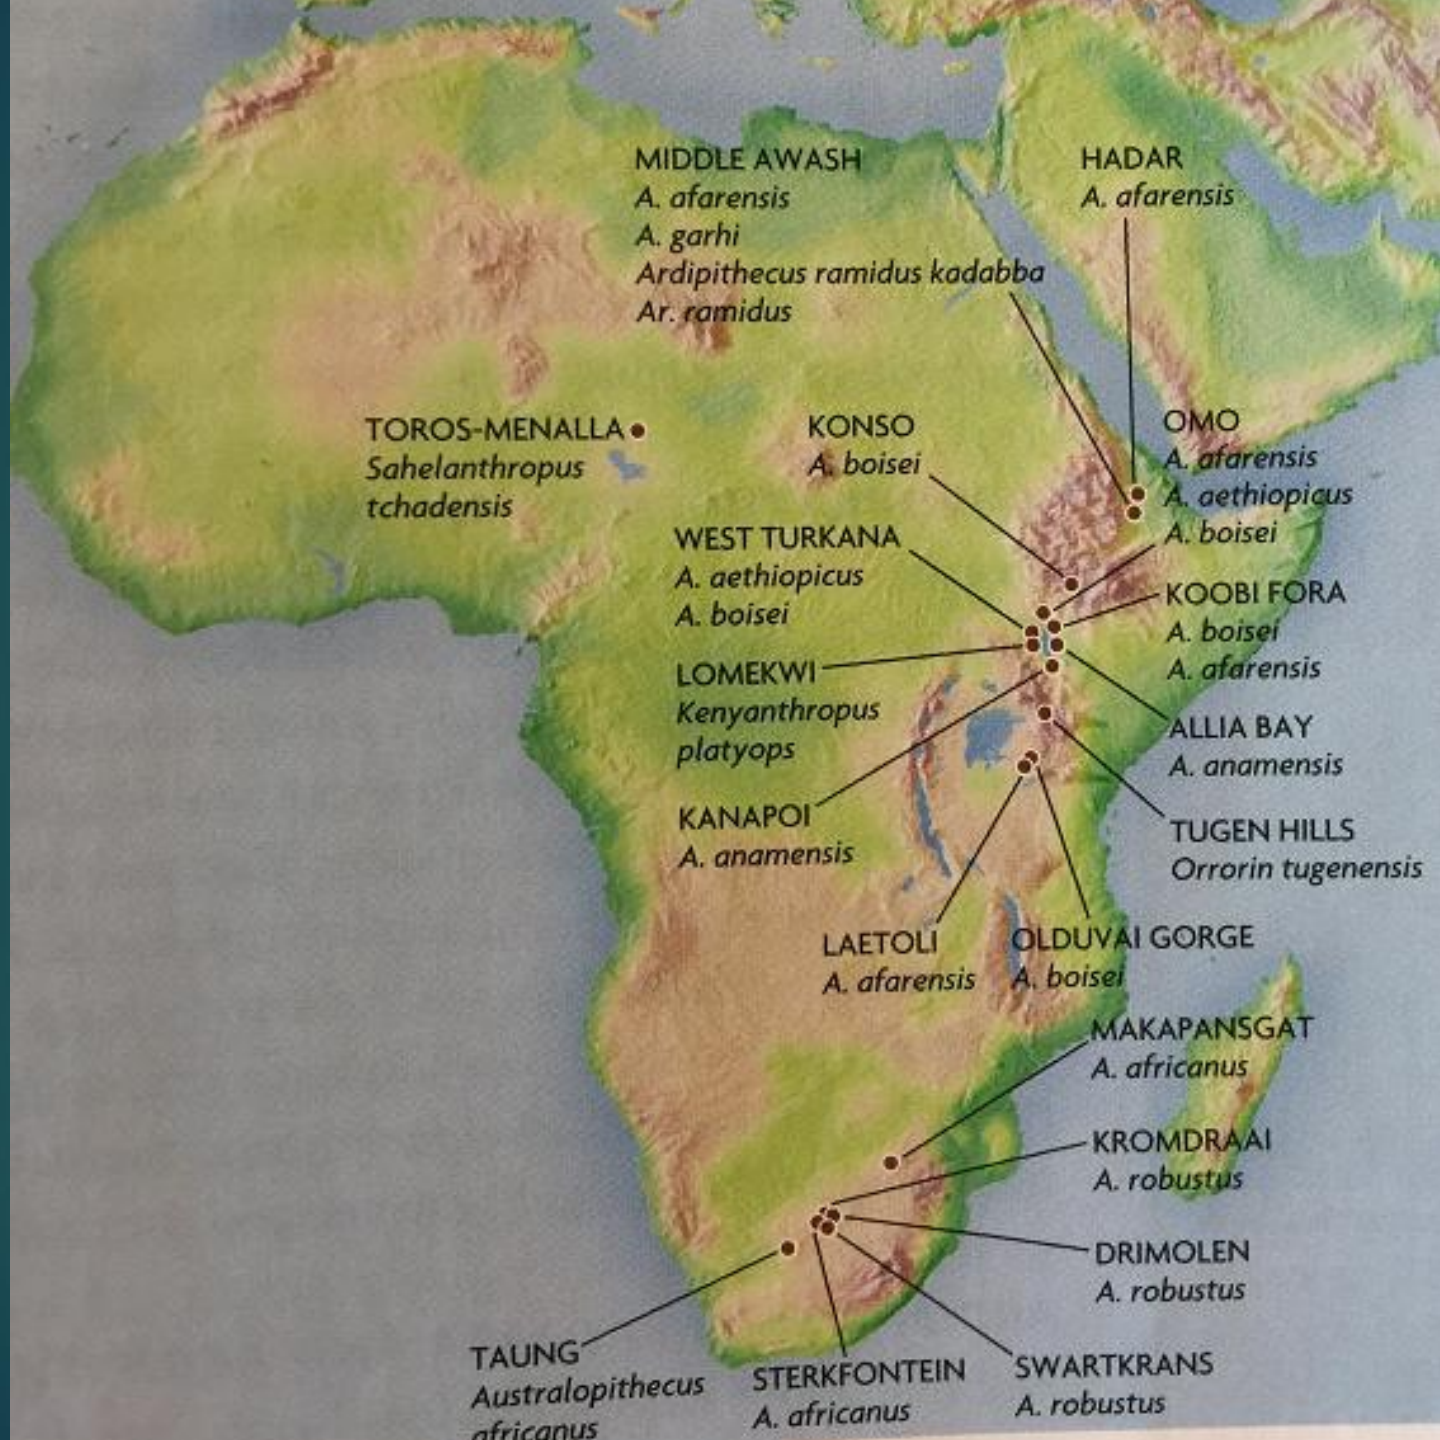 MIDDLE AWASH
A. afarensis
A. garhi
Ardipithecus ramidus kadabba
Ar. ramidus
HADAR
A. afarensis
TOROS-MENALLA
Sahelanthropus
tchadensis
KONSO
A. boisei
OMO
A. afarensis
A. aethiopicus
A. boisei
WEST TURKANA
A. aethiopicus
A. boisei
KOOBI FORA
A. boisei
A. afarensis
LOMEKWI
Kenyanthropus
platyops
ALLIA BAY
A. anamensis
KANAPOI
A. anamensis
TUGEN HILLS
Orrorin tugenensis
LAETOLI
A. afarensis
OLDUVAI GORGE
A. boisei
MAKAPANSGAT
A. africanus
KROMDRAAI
A. robustus
DRIMOLEN
A. robustus
TAUNG
Australopithecus
africanus
STERKFONTEIN
A. africanus
SWARTKRANS
A. robustus